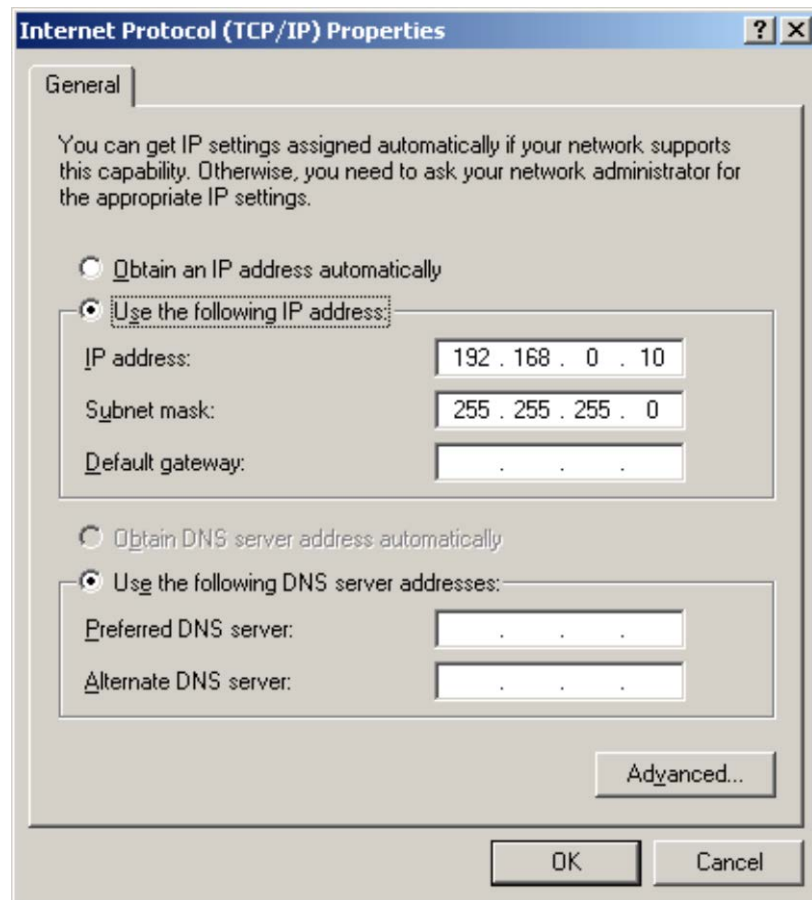 Internet Protocol (TCP/IP) Properties
General
You can get IP settings assigned automatically if your network supports
this capability. Otherwise, you need to ask your network administrator for
the appropriate IP settings.
Obtain an IP address automatically
Use the following IP address:
IP address: 192 . 168 . 0 . 10
Subnet mask: 255 . 255 . 255 . 0
Default gateway: . . .
Obtain DNS server address automatically
Use the following DNS server addresses:
Preferred DNS server: . . .
Alternate DNS server: . . .
Advanced...
OK Cancel